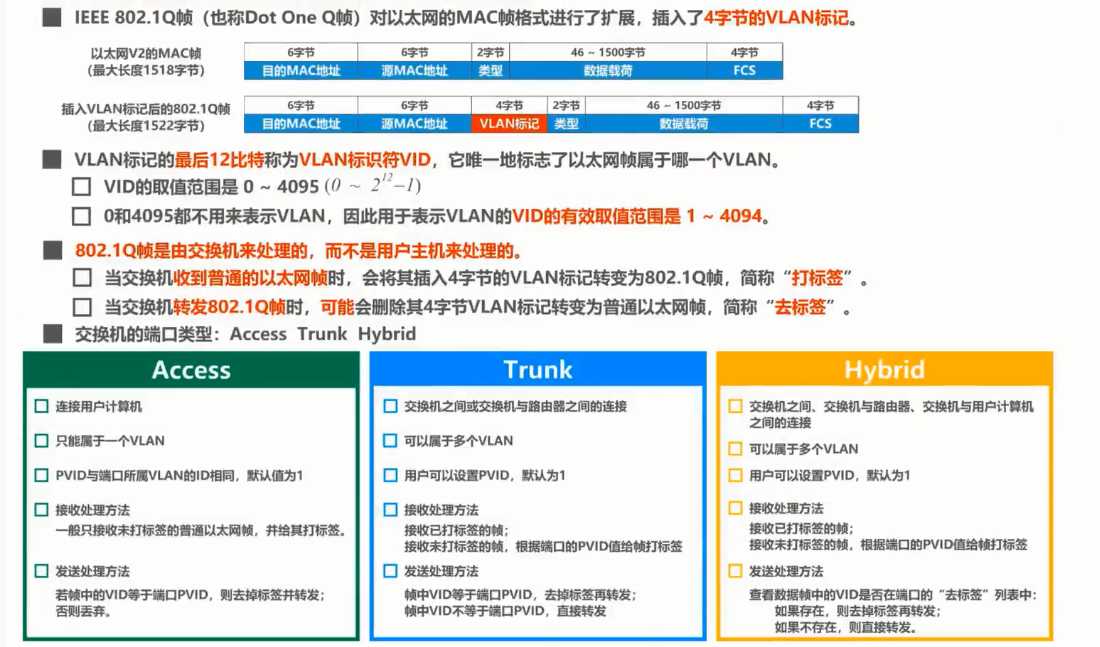 IEEE 802.1Q帧（也称Dot One Q帧）对以太网的MAC帧格式进行了扩展，插入了4字节的VLAN标记。
以太网V2的MAC帧
（最大长度1518字节）
6字节 6字节 2字节 46 ~ 1500字节 4字节
目的MAC地址 源MAC地址 类型 数据载荷 FCS
插入VLAN标记后的802.1Q帧
（最大长度1522字节）
6字节 6字节 4字节 2字节 46 ~ 1500字节 4字节
目的MAC地址 源MAC地址 VLAN标记 类型 数据载荷 FCS
VLAN标记的最后12比特称为VLAN标识符VID，它唯一地标志了以太网帧属于哪一个VLAN。
VID的取值范围是 0 ~ 4095 (0 ~ 2¹²−1)
0和4095都不用来表示VLAN，因此用于表示VLAN的VID的有效取值范围是 1 ~ 4094。
802.1Q帧是由交换机来处理的，而不是用户主机来处理的。
当交换机收到普通的以太网帧时，会将其插入4字节的VLAN标记转变为802.1Q帧，简称“打标签”。
当交换机转发802.1Q帧时，可能会删除其4字节VLAN标记转变为普通以太网帧，简称“去标签”。
交换机的端口类型：Access Trunk Hybrid
Access
连接用户计算机
只能属于一个VLAN
PVID与端口所属VLAN的ID相同，默认值为1
接收处理方法
一般只接收未打标签的普通以太网帧，并给其打标签。
发送处理方法
若帧中的VID等于端口PVID，则去掉标签并转发；
否则丢弃。
Trunk
交换机之间或交换机与路由器之间的连接
可以属于多个VLAN
用户可以设置PVID，默认为1
接收处理方法
接收已打标签的帧；
接收未打标签的帧，根据端口的PVID值给帧打标签
发送处理方法
帧中VID等于端口PVID，去掉标签再转发；
帧中VID不等于端口PVID，直接转发
Hybrid
交换机之间、交换机与路由器、交换机与用户计算机
之间的连接
可以属于多个VLAN
用户可以设置PVID，默认为1
接收处理方法
接收已打标签的帧；
接收未打标签的帧，根据端口的PVID值给帧打标签
发送处理方法
查看数据帧中的VID是否在端口的“去标签”列表中：
如果存在，则去掉标签再转发；
如果不存在，则直接转发。